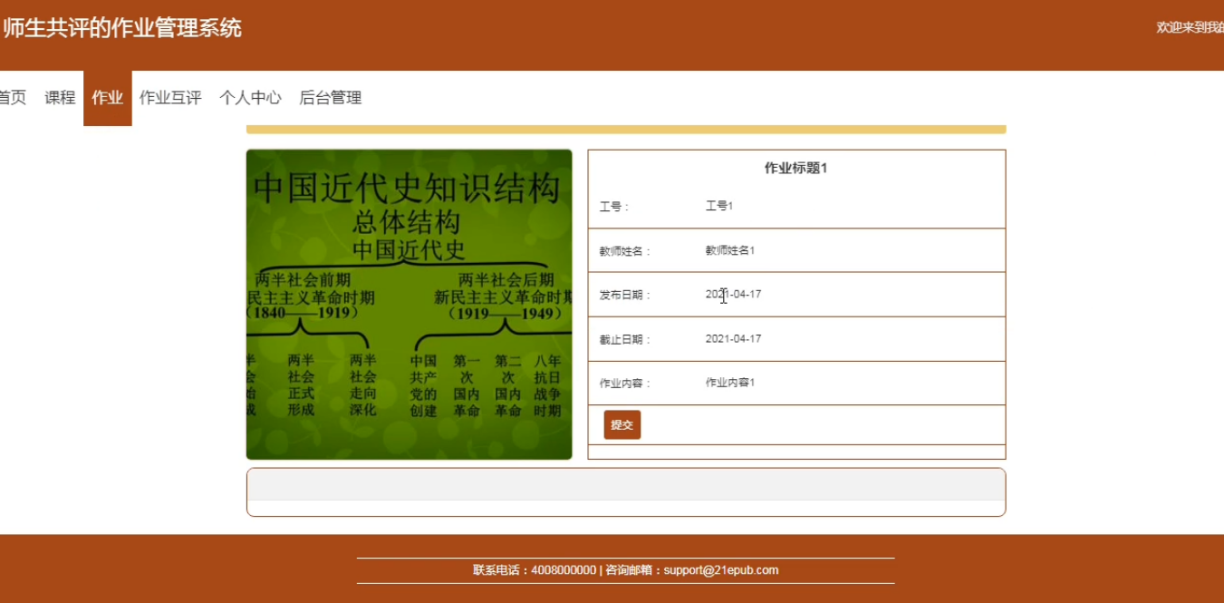 师生共评的作业管理系统
欢迎来到我的
首页 课程 作业 作业互评 个人中心 后台管理
中国近代史知识结构
总体结构
中国近代史
两半社会前期 两半社会后期
民主主义革命时期 新民主主义革命时期
（1840——1919） （1919——1949）
两半 两半 中国 第一 第二 八年
社会 社会 共产 次 次 抗日
正式 走向 党的 国内 国内 战争
形成 深化 创建 革命 革命 时期
作业标题1
工号： 工号1
教师姓名： 教师姓名1
发布日期： 2021-04-17
截止日期： 2021-04-17
作业内容： 作业内容1
提交
联系电话：4008000000 | 咨询邮箱：support@21epub.com